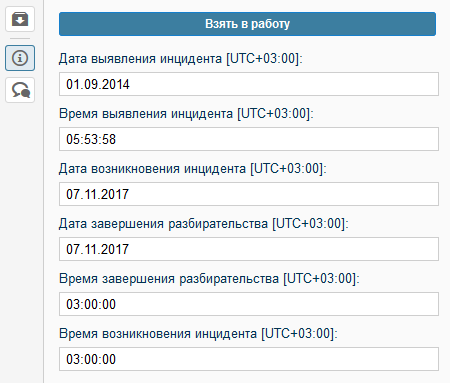 Взять в работу
Дата выявления инцидента [UTC+03:00]:
01.09.2014
Время выявления инцидента [UTC+03:00]:
05:53:58
Дата возникновения инцидента [UTC+03:00]:
07.11.2017
Дата завершения разбирательства [UTC+03:00]:
07.11.2017
Время завершения разбирательства [UTC+03:00]:
03:00:00
Время возникновения инцидента [UTC+03:00]:
03:00:00